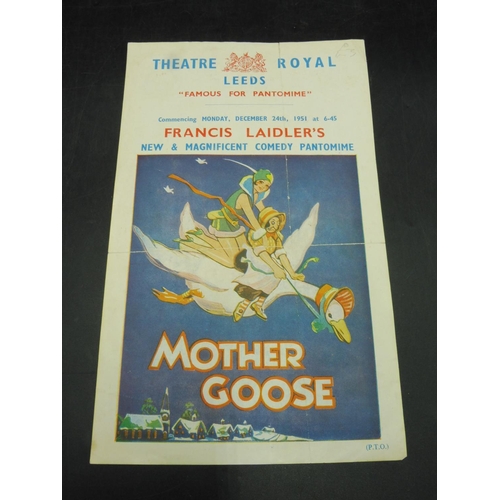 THEATRE ROYAL
LEEDS
"FAMOUS FOR PANTOMIME"
Commencing MONDAY, DECEMBER 24th, 1951 at 6-45
FRANCIS LAIDLER'S
NEW & MAGNIFICENT COMEDY PANTOMIME
MOTHER
GOOSE
(P.T.O.)